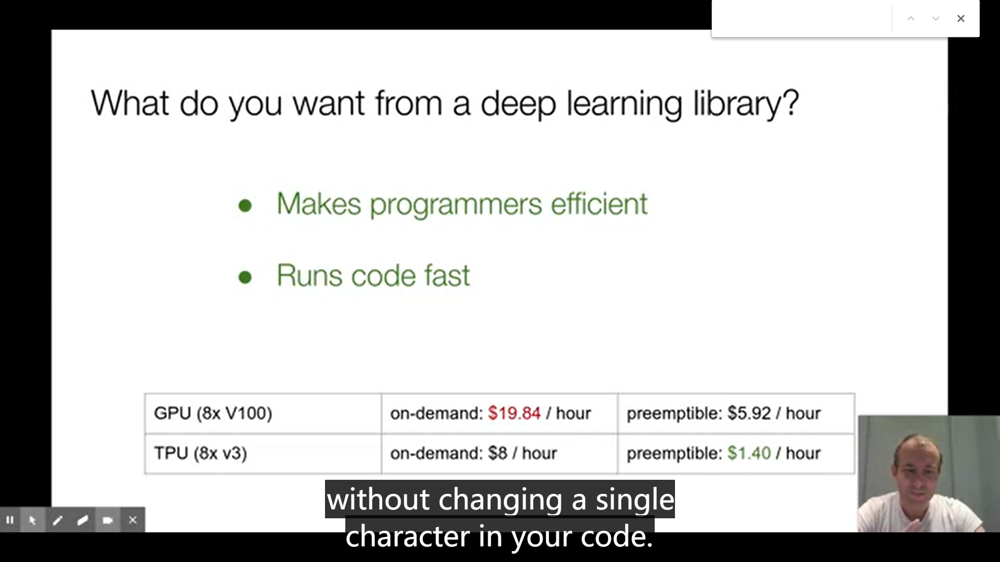 What do you want from a deep learning library?
● Makes programmers efficient
● Runs code fast
GPU (8x V100) on-demand: $19.84 / hour preemptible: $5.92 / hour
TPU (8x v3) on-demand: $8 / hour preemptible: $1.40 / hour
without changing a single
character in your code.